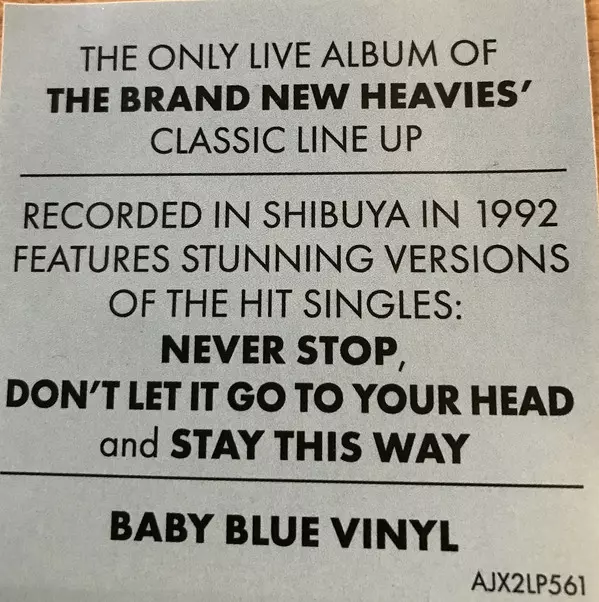 THE ONLY LIVE ALBUM OF
THE BRAND NEW HEAVIES'
CLASSIC LINE UP
RECORDED IN SHIBUYA IN 1992
FEATURES STUNNING VERSIONS
OF THE HIT SINGLES:
NEVER STOP,
DON'T LET IT GO TO YOUR HEAD
and STAY THIS WAY
BABY BLUE VINYL
AJX2LP561